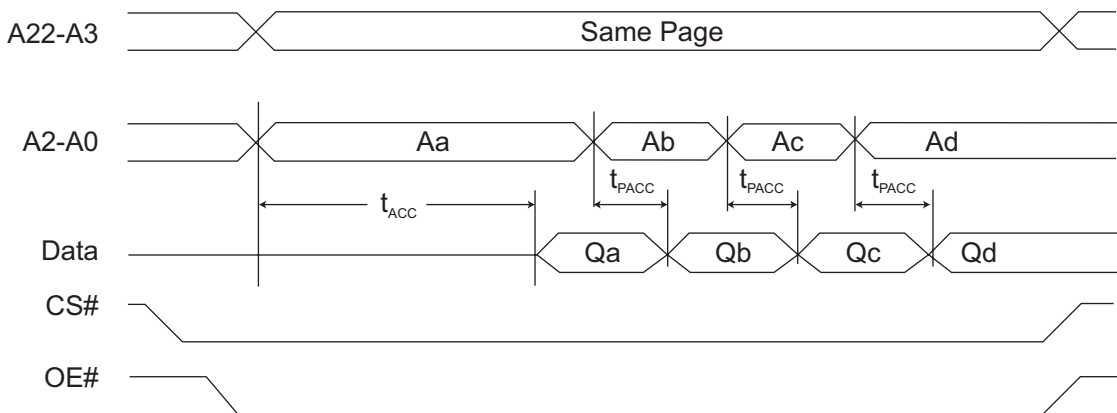 A22-A3 Same Page
A2-A0 Aa Ab Ac Ad
tACC tPACC tPACC tPACC
Data Qa Qb Qc Qd
CS#
OE#